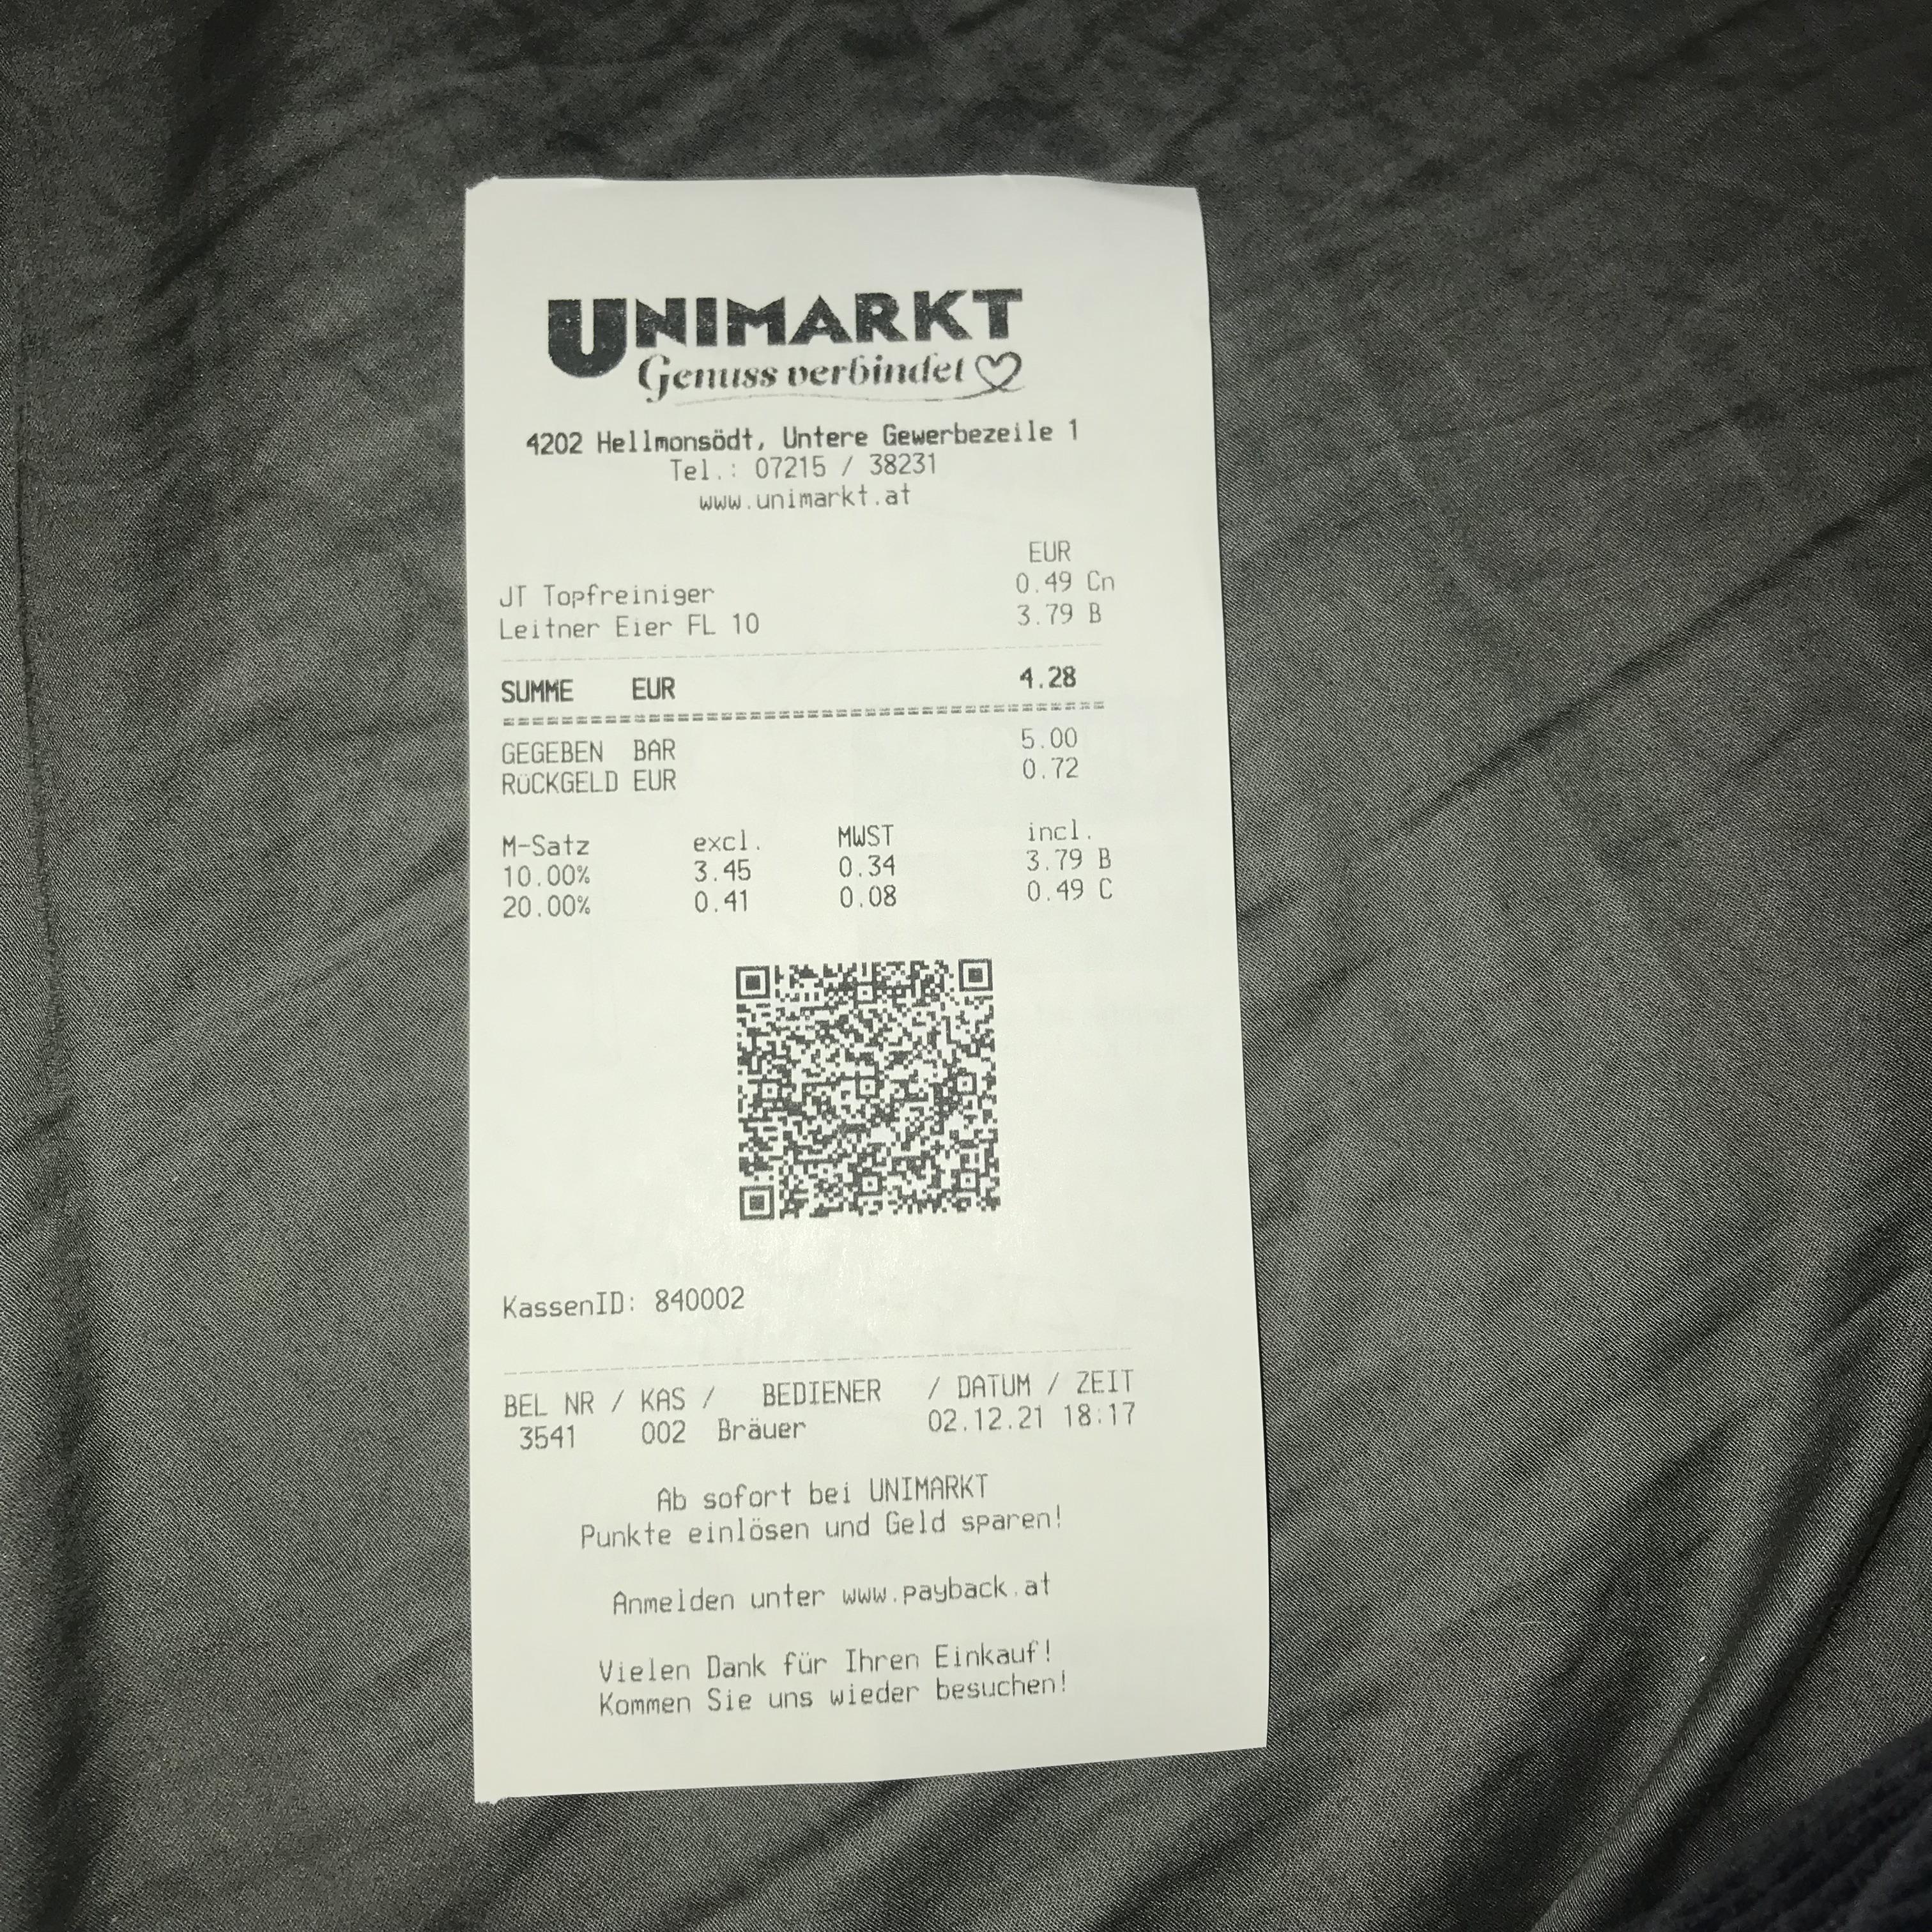 UNIMARKT
Genuss verbindet
4202 Hellmonsödt, Untere Gewerbezeile 1
Tel.: 07215 / 38231
www.unimarkt.at
EUR
JT Topfreiniger 0.49 Cn
Leitner Eier FL 10 3.79 B
SUMME EUR 4.28
GEGEBEN BAR 5.00
RÜCKGELD EUR 0.72
M-Satz excl. MWST incl.
10.00% 3.45 0.34 3.79 B
20.00% 0.41 0.08 0.49 C
KassenID: 840002
BEL NR / KAS / BEDIENER / DATUM / ZEIT
3541 002 Bräuer 02.12.21 18:17
Ab sofort bei UNIMARKT
Punkte einlösen und Geld sparen!
Anmelden unter www.payback.at
Vielen Dank für Ihren Einkauf!
Kommen Sie uns wieder besuchen!